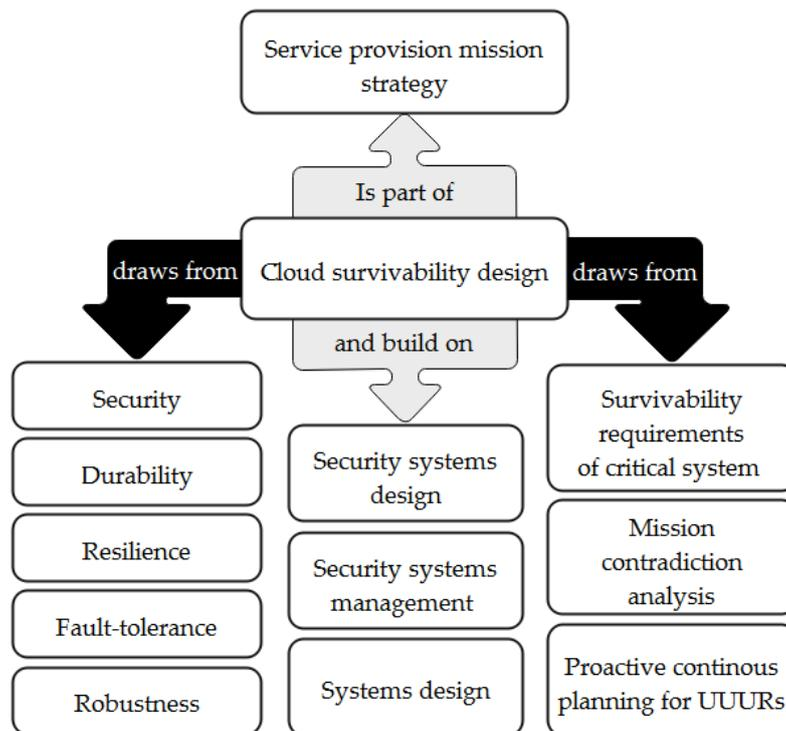 Service provision mission
strategy
Is part of
draws from
Cloud survivability design
draws from
and build on
Security
Durability
Resilience
Fault-tolerance
Robustness
Security systems
design
Security systems
management
Systems design
Survivability
requirements
of critical system
Mission
contradiction
analysis
Proactive continous
planning for UUURs